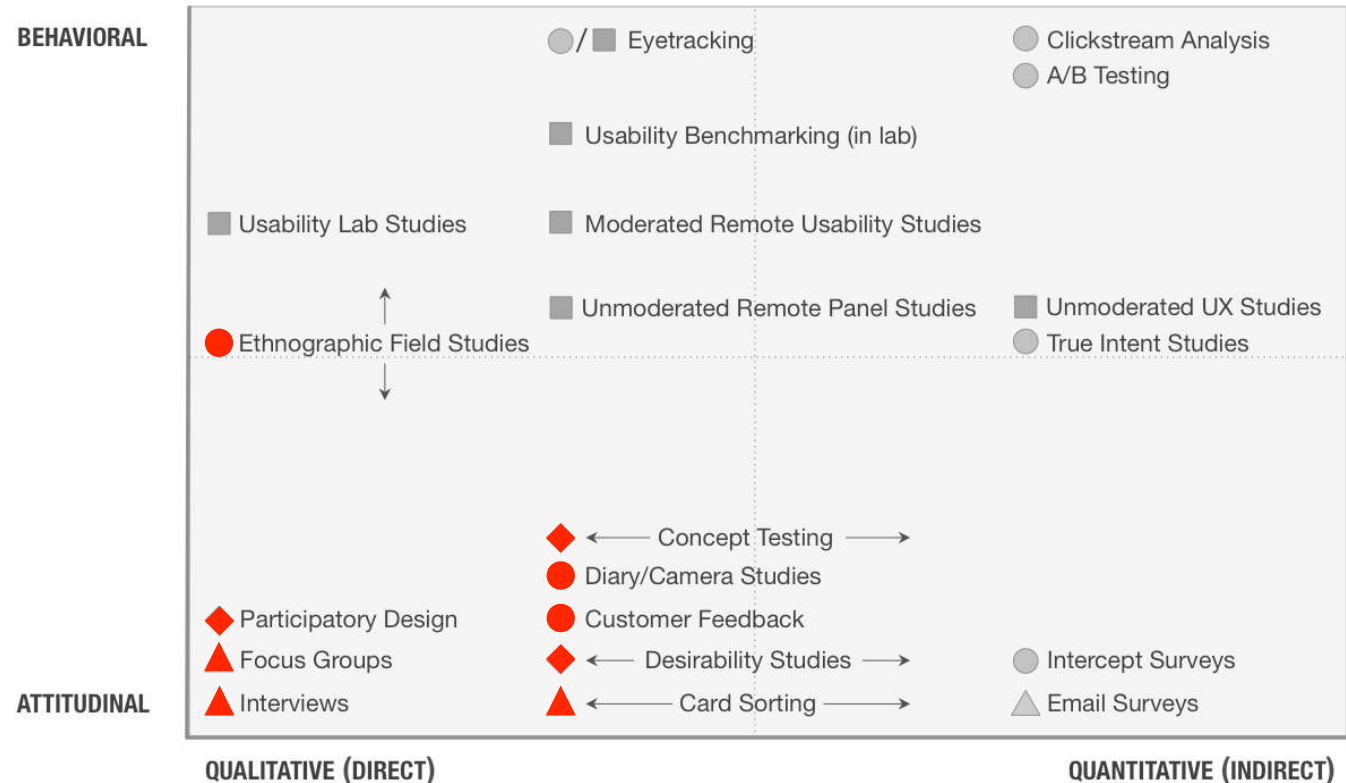 BEHAVIORAL
/ Eyetracking
Clickstream Analysis
A/B Testing
Usability Benchmarking (in lab)
Usability Lab Studies
Moderated Remote Usability Studies
Unmoderated Remote Panel Studies
Unmoderated UX Studies
Ethnographic Field Studies
True Intent Studies
Concept Testing
Diary/Camera Studies
Participatory Design
Customer Feedback
Focus Groups
Desirability Studies
Intercept Surveys
ATTITUDINAL
Interviews
Card Sorting
Email Surveys
QUALITATIVE (DIRECT)
QUANTITATIVE (INDIRECT)